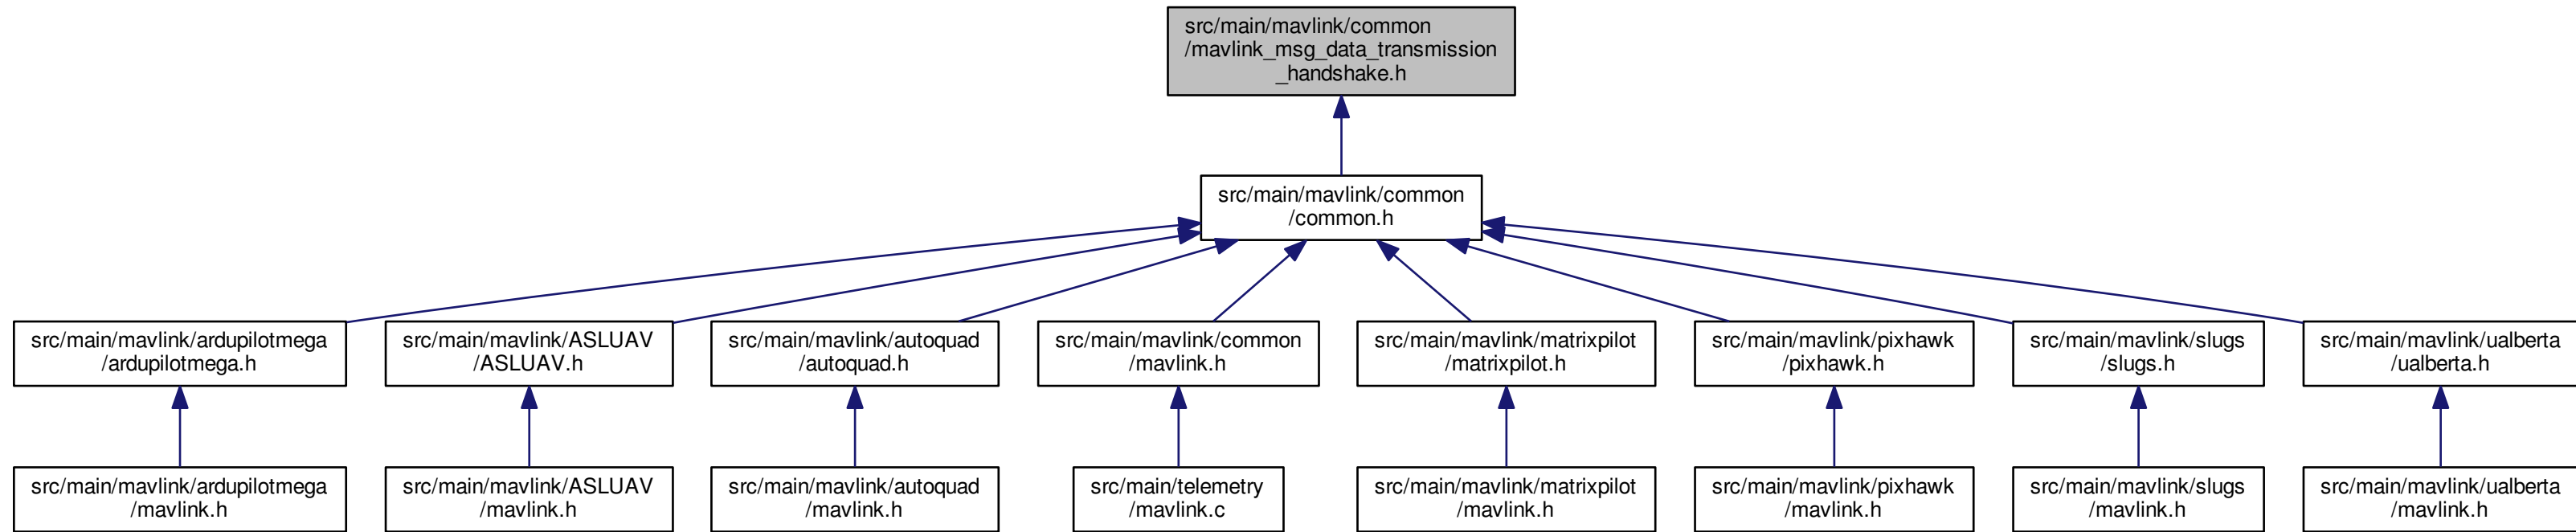 src/main/mavlink/common
/mavlink_msg_data_transmission
_handshake.h
src/main/mavlink/common
/common.h
src/main/mavlink/ardupilotmega
/ardupilotmega.h
src/main/mavlink/ASLUAV
/ASLUAV.h
src/main/mavlink/autoquad
/autoquad.h
src/main/mavlink/common
/mavlink.h
src/main/mavlink/matrixpilot
/matrixpilot.h
src/main/mavlink/pixhawk
/pixhawk.h
src/main/mavlink/slugs
/slugs.h
src/main/mavlink/ualberta
/ualberta.h
src/main/mavlink/ardupilotmega
/mavlink.h
src/main/mavlink/ASLUAV
/mavlink.h
src/main/mavlink/autoquad
/mavlink.h
src/main/telemetry
/mavlink.c
src/main/mavlink/matrixpilot
/mavlink.h
src/main/mavlink/pixhawk
/mavlink.h
src/main/mavlink/slugs
/mavlink.h
src/main/mavlink/ualberta
/mavlink.h